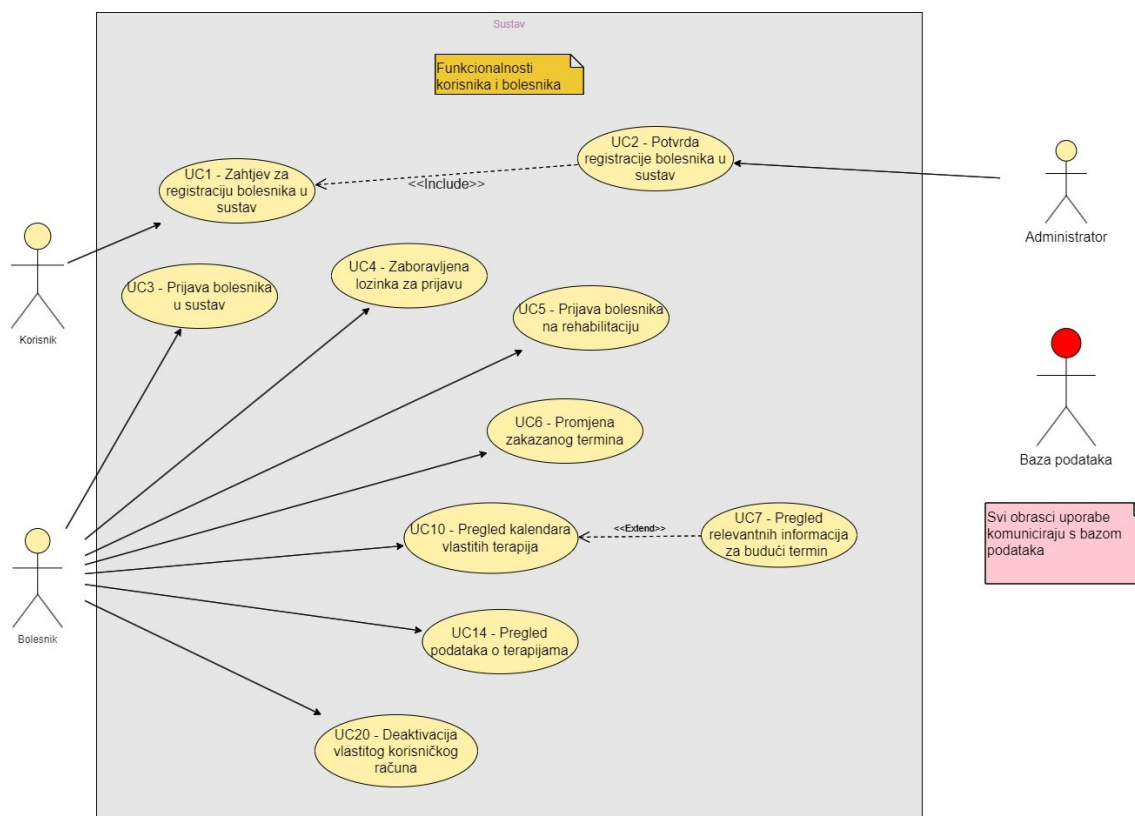 Sustav
Funkcionalnosti
korisnika i bolesnika
UC2 - Potvrda
registracije bolesnika u
sustav
UC1 - Zahtjev za
registraciju bolesnika u
sustav
<<Include>>
Administrator
Korisnik
UC3 - Prijava bolesnika
u sustav
UC4 - Zaboravljena
lozinka za prijavu
UC5 - Prijava bolesnika
na rehabilitaciju
UC6 - Promjena
zakazanog termina
Baza podataka
UC10 - Pregled kalendara
vlastitih terapija
<<Extend>>
UC7 - Pregled
relevantnih informacija
za budući termin
Svi obrasci uporabe
komuniciraju s bazom
podataka
Bolesnik
UC14 - Pregled
podataka o terapijama
UC20 - Deaktivacija
vlastitog korisničkog
računa